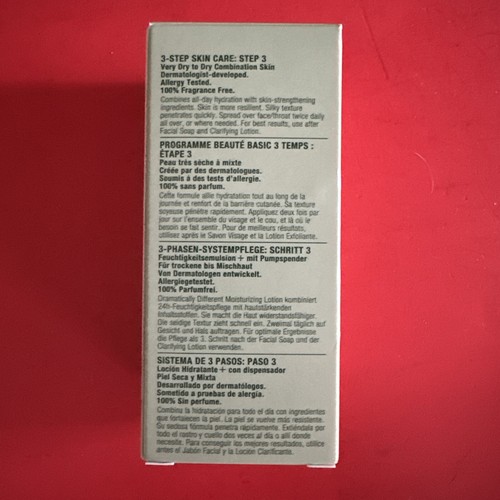 3-STEP SKIN CARE: STEP 3
Very Dry to Dry Combination Skin
Dermatologist-developed.
Allergy Tested.
100% Fragrance Free.
Combines all-day hydration with skin-strengthening
ingredients. Skin is more resilient. Silky texture
penetrates quickly. Spread over face/throat twice daily
all over, or where needed. For best results, use after
Facial Soap and Clarifying Lotion.
PROGRAMME BEAUTÉ BASIC 3 TEMPS :
ÉTAPE 3
Peau très sèche à mixte
Créée par des dermatologues.
Soumis à des tests d'allergie.
100% sans parfum.
Cette formule allie hydratation tout au long de la
journée et renfort de la barrière cutanée. Sa texture
soyeuse pénètre rapidement. Appliquez deux fois par
jour sur l'ensemble du visage et le cou, et là où le
besoin se fait sentir. Pour de meilleurs résultats,
utilisez après le Savon Visage et la Lotion Exfoliante.
3-PHASEN-SYSTEMPFLEGE: SCHRITT 3
Feuchtigkeitsemulsion + mit Pumpspender
Für trockene bis Mischhaut
Von Dermatologen entwickelt.
Allergiegetestet.
100% Parfumfrei.
Dramatically Different Moisturizing Lotion kombiniert
24h-Feuchtigkeitspflege mit hautstärkenden
Inhaltsstoffen. Sie macht die Haut widerstandsfähiger.
Die seidige Textur zieht schnell ein. Zweimal täglich auf
Gesicht und Hals auftragen. Für optimale Ergebnisse
die Pflege als 3. Schritt nach der Facial Soap und der
Clarifying Lotion verwenden.
SISTEMA DE 3 PASOS: PASO 3
Loción Hidratante + con dispensador
Piel Seca y Mixta
Desarrollado por dermatólogos.
Sometido a pruebas de alergia.
100% Sin perfume.
Combina la hidratación para todo el día con ingredientes
que fortalecen la piel. La piel se vuelve más resistente.
Su sedosa fórmula penetra rápidamente. Extiéndala por
todo el rostro y cuello dos veces al día o allí donde
necesite. Para conseguir los mejores resultados, utilice
antes el Jabón Facial y la Loción Clarificante.